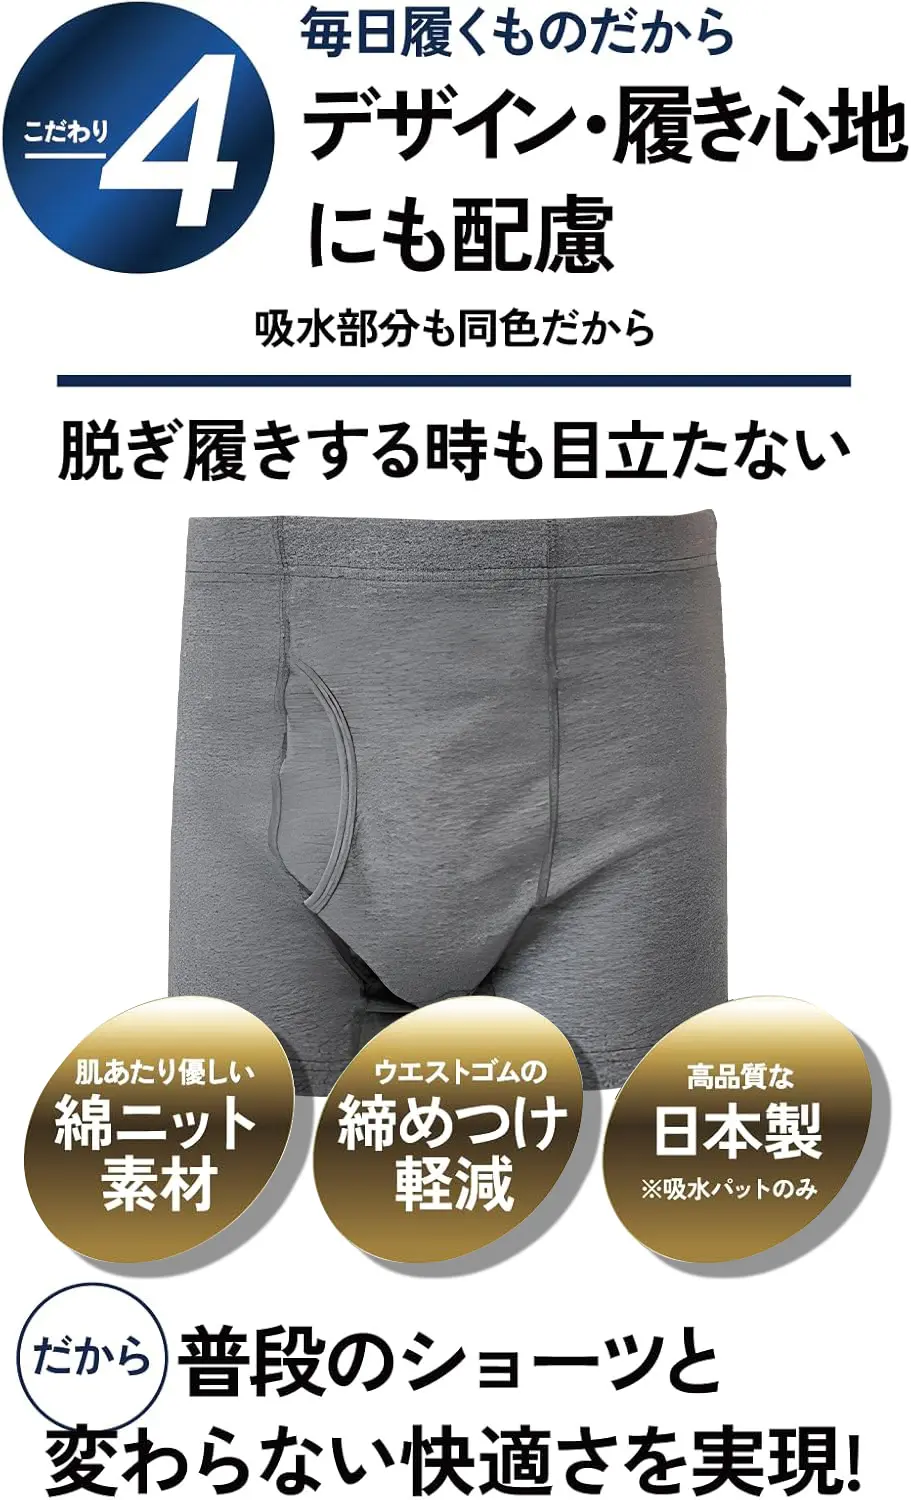 こだわり
4
毎日履くものだから
デザイン・履き心地
にも配慮
吸水部分も同色だから
脱ぎ履きする時も目立たない
肌あたり優しい
綿ニット
素材
ウエストゴムの
締めつけ
軽減
高品質な
日本製
※吸水パットのみ
だから
普段のショーツと
変わらない快適さを実現!